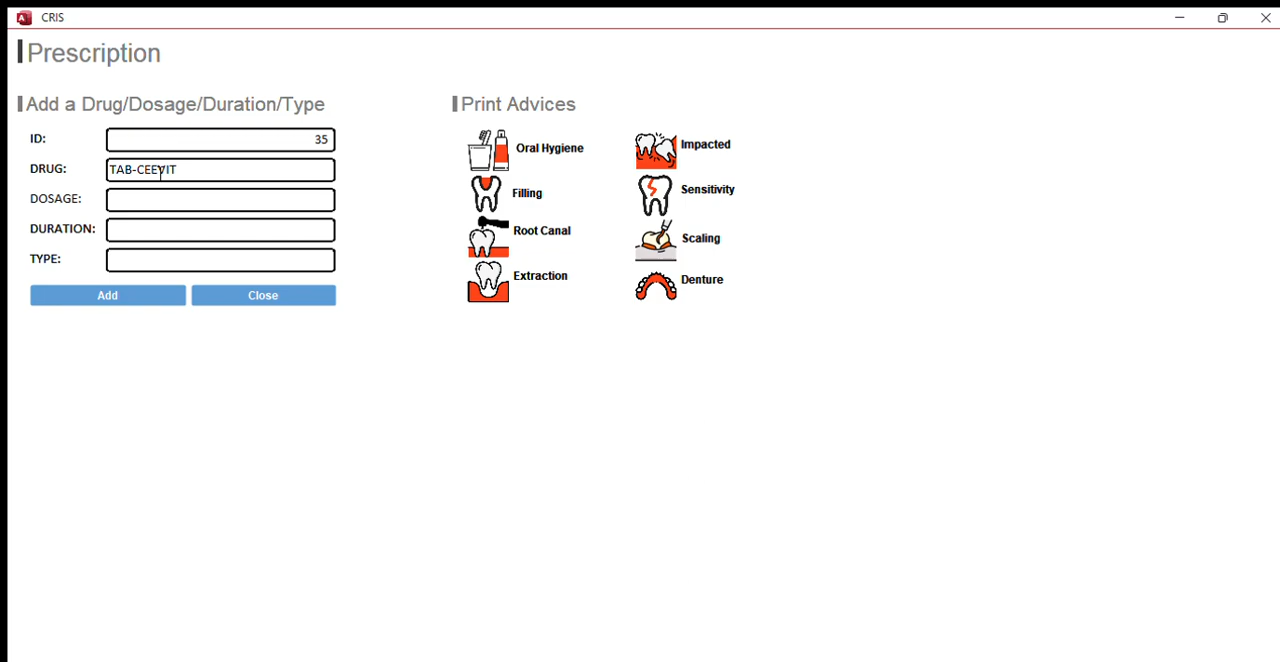 CRIS
Prescription
Add a Drug/Dosage/Duration/Type
ID: 35
DRUG: TAB-CEEVIT
DOSAGE:
DURATION:
TYPE:
Add Close
Print Advices
Oral Hygiene Impacted
Filling Sensitivity
Root Canal Scaling
Extraction Denture